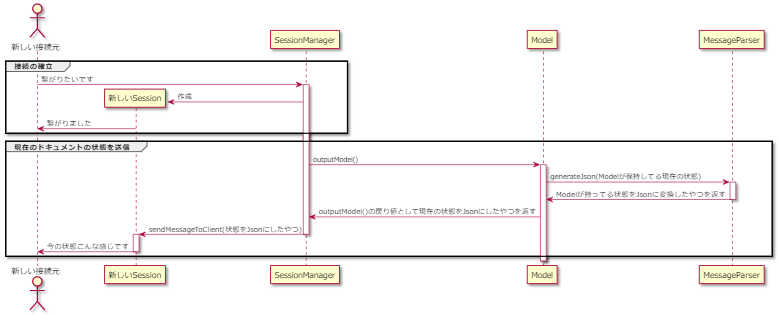 新しい接続元
SessionManager
Model
MessageParser
接続の確立
繋がりたいです
新しいSession
作成
繋がりました
現在のドキュメントの状態を送信
outputModel()
generateJson(Modelが保持してる現在の状態)
Modelが持ってる状態をJsonに変換したやつを返す
outputModel()の戻り値として現在の状態をJsonにしたやつを返す
sendMessageToClient(状態をJsonにしたやつ)
今の状態こんな感じです
新しい接続元
新しいSession
SessionManager
Model
MessageParser